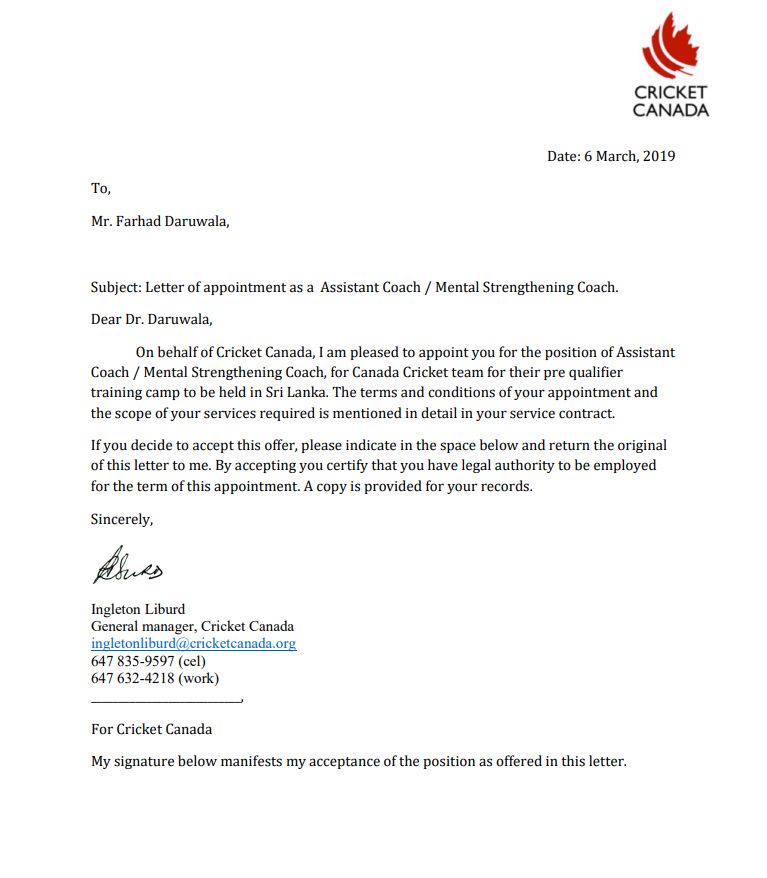 CRICKET
CANADA
Date: 6 March, 2019
To,
Mr. Farhad Daruwala,
Subject: Letter of appointment as a Assistant Coach / Mental Strengthening Coach.
Dear Dr. Daruwala,
On behalf of Cricket Canada, I am pleased to appoint you for the position of Assistant
Coach / Mental Strengthening Coach, for Canada Cricket team for their pre qualifier
training camp to be held in Sri Lanka. The terms and conditions of your appointment and
the scope of your services required is mentioned in detail in your service contract.
If you decide to accept this offer, please indicate in the space below and return the original
of this letter to me. By accepting you certify that you have legal authority to be employed
for the term of this appointment. A copy is provided for your records.
Sincerely,
Ingleton Liburd
General manager, Cricket Canada
ingletonliburd@cricketcanada.org
647 835-9597 (cel)
647 632-4218 (work)
______________________,
For Cricket Canada
My signature below manifests my acceptance of the position as offered in this letter.